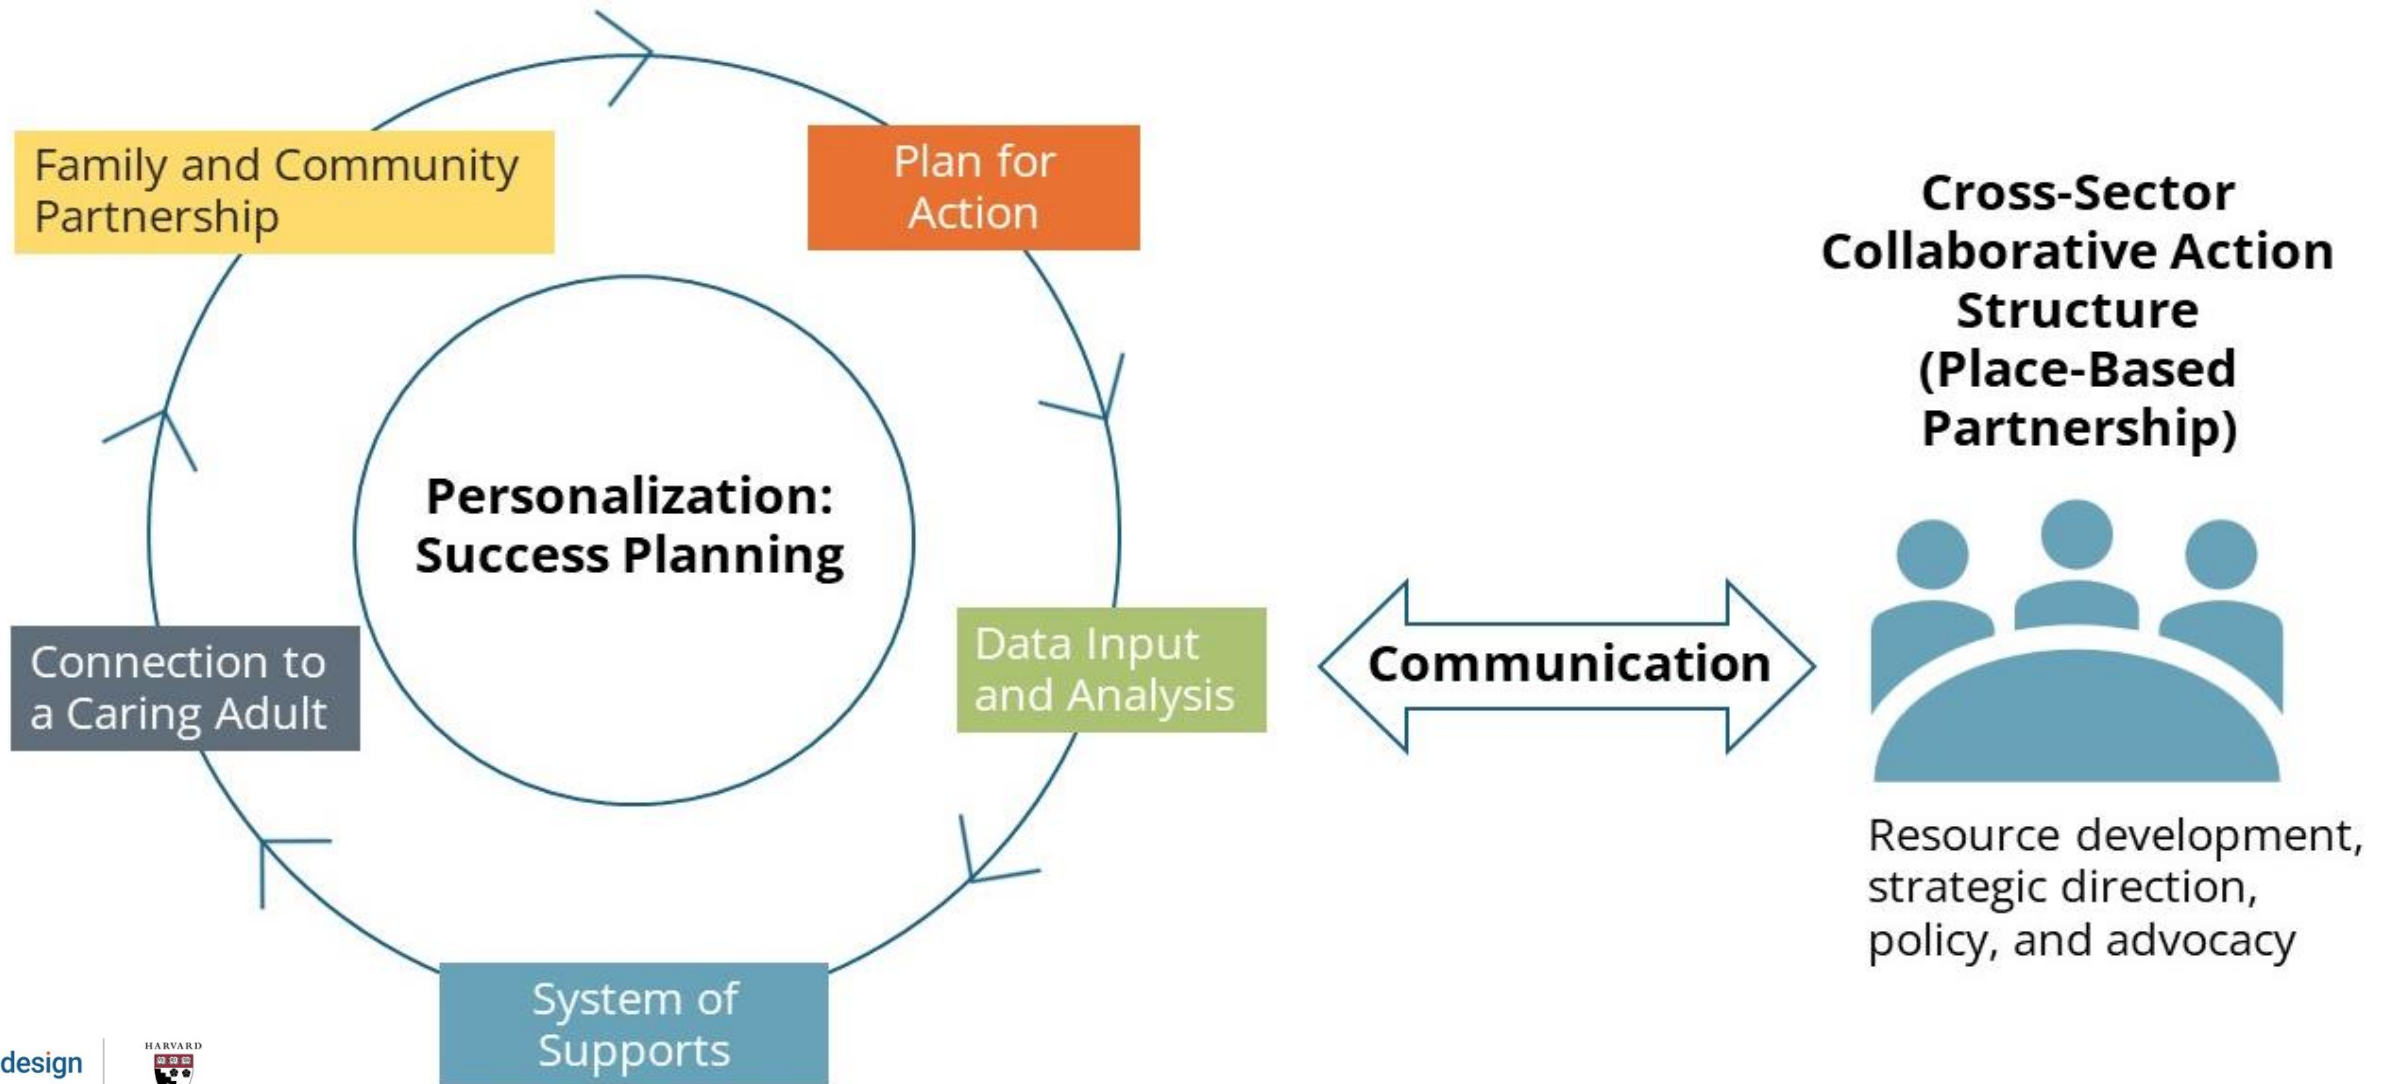 Family and Community
Partnership
Plan for
Action
Personalization:
Success Planning
Connection to
a Caring Adult
Data Input
and Analysis
System of
Supports
Communication
Cross-Sector
Collaborative Action
Structure
(Place-Based
Partnership)
Resource development,
strategic direction,
policy, and advocacy
design
HARVARD